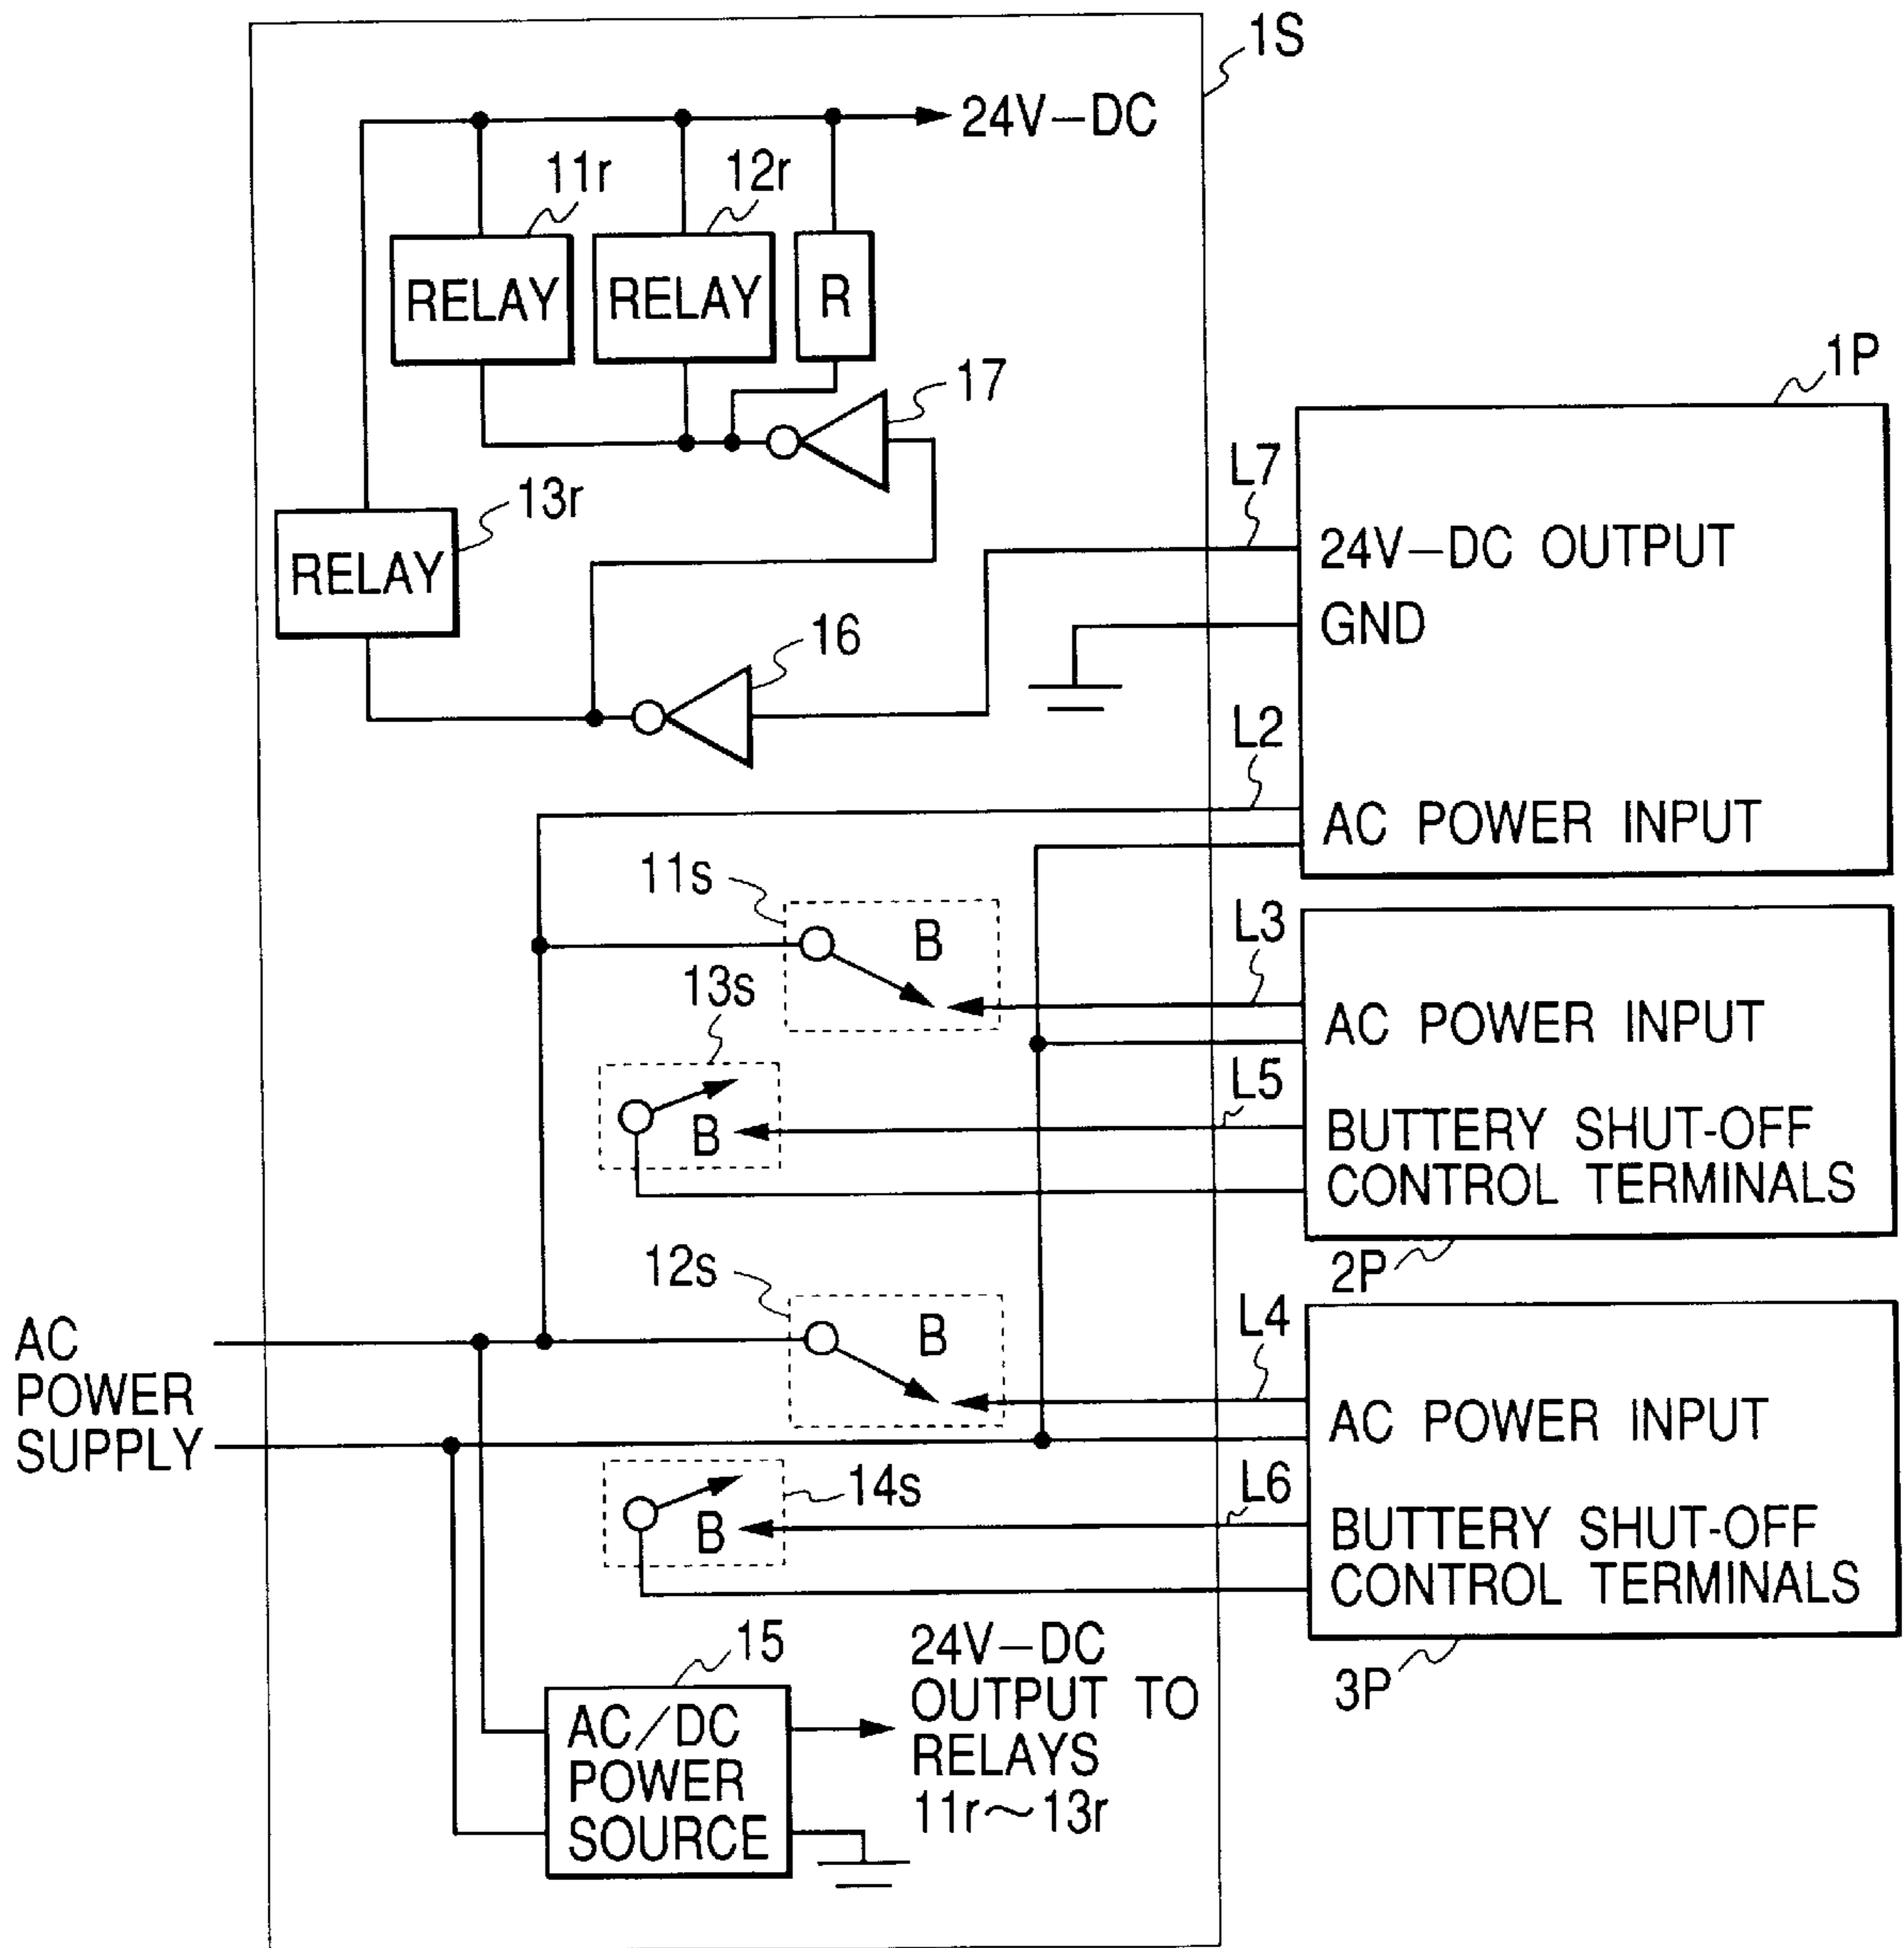 1S
24V–DC
11r
12r
RELAY
RELAY
R
17
1P
L7
13r
24V–DC OUTPUT
RELAY
GND
16
L2
AC POWER INPUT
11s
B
L3
13s
AC POWER INPUT
L5
B
BUTTERY SHUT-OFF
CONTROL TERMINALS
12s
2P
L4
B
AC
POWER
SUPPLY
AC POWER INPUT
14s
L6
B
BUTTERY SHUT-OFF
CONTROL TERMINALS
15
24V–DC
OUTPUT TO
RELAYS
11r~13r
3P
AC/DC
POWER
SOURCE